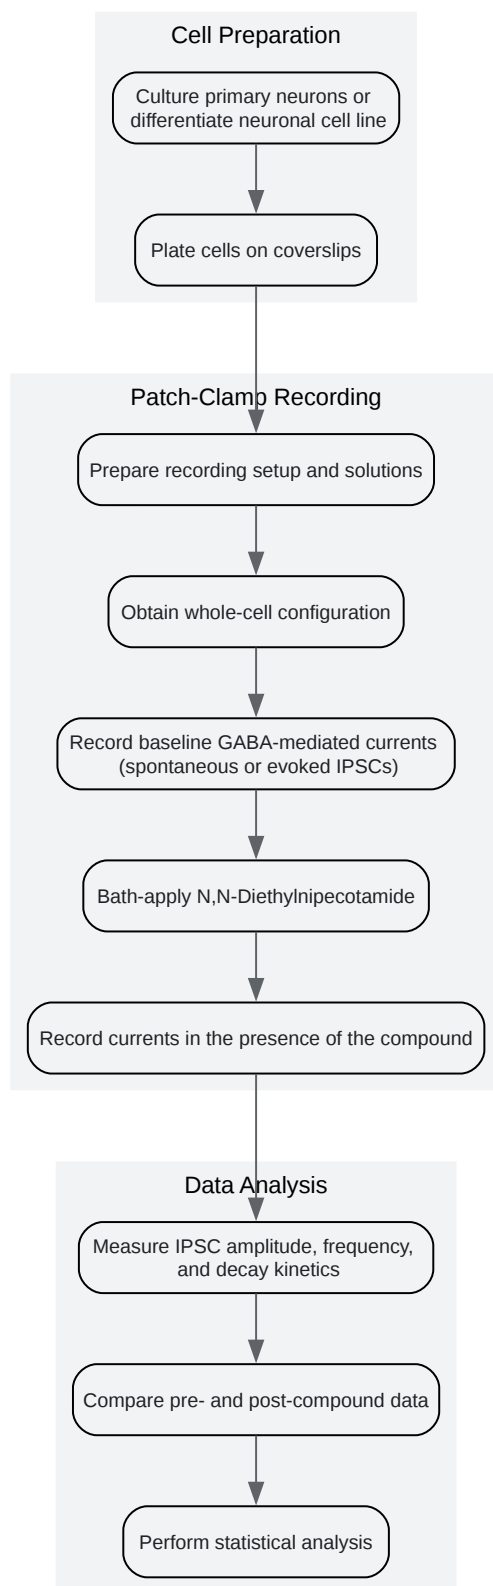 Cell Preparation
Culture primary neurons or
differentiate neuronal cell line
Plate cells on coverslips
Patch-Clamp Recording
Prepare recording setup and solutions
Obtain whole-cell configuration
Record baseline GABA-mediated currents
(spontaneous or evoked IPSCs)
Bath-apply N,N-Diethylnipecotamide
Record currents in the presence of the compound
Data Analysis
Measure IPSC amplitude, frequency,
and decay kinetics
Compare pre- and post-compound data
Perform statistical analysis